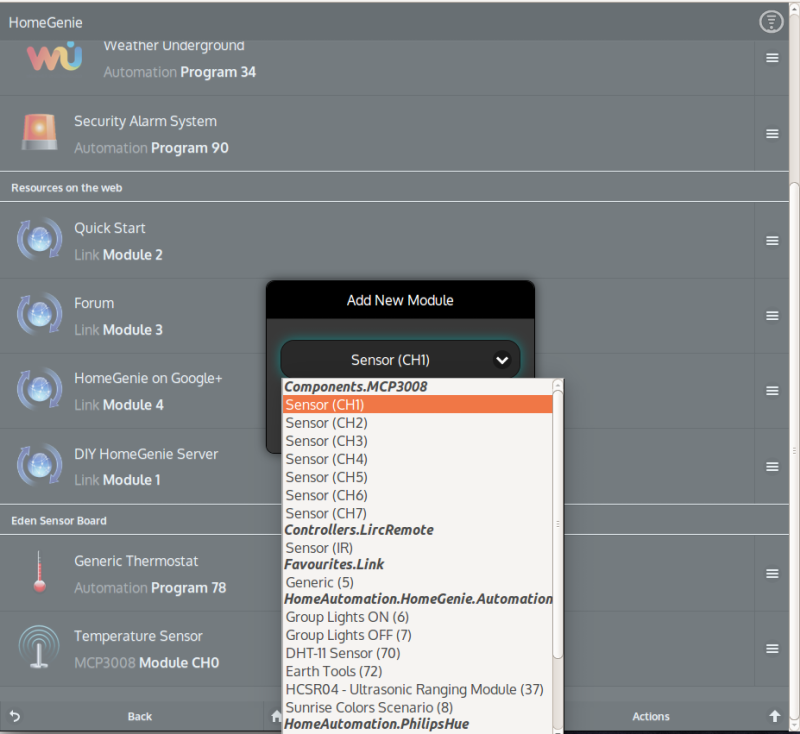 HomeGenie
Weather Underground
Automation Program 34
Security Alarm System
Automation Program 90
Resources on the web
Quick Start
Link Module 2
Forum
Link Module 3
HomeGenie on Google+
Link Module 4
DIY HomeGenie Server
Link Module 1
Eden Sensor Board
Generic Thermostat
Automation Program 78
Temperature Sensor
MCP3008 Module CH0
Add New Module
Sensor (CH1)
Components.MCP3008
Sensor (CH1)
Sensor (CH2)
Sensor (CH3)
Sensor (CH4)
Sensor (CH5)
Sensor (CH6)
Sensor (CH7)
Controllers.LircRemote
Sensor (IR)
Favourites.Link
Generic (5)
HomeAutomation.HomeGenie.Automation
Group Lights ON (6)
Group Lights OFF (7)
DHT-11 Sensor (70)
Earth Tools (72)
HCSR04 - Ultrasonic Ranging Module (37)
Sunrise Colors Scenario (8)
HomeAutomation.PhilipsHue
Back
Actions